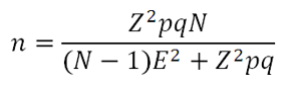 n = Z²pqN / (N − 1)E² + Z²pq